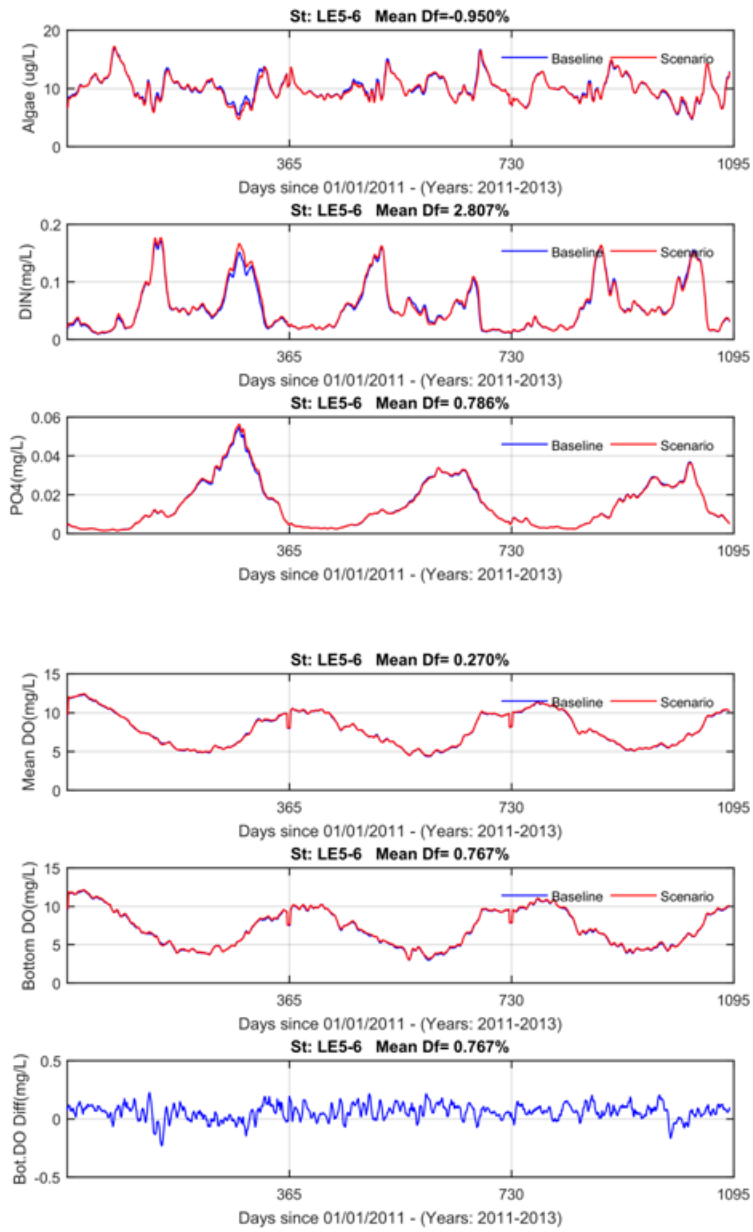 St: LE5-6 Mean Df=-0.950%
20
10
0
Algae (ug/L)
Baseline Scenario
365 730 1095
Days since 01/01/2011 - (Years: 2011-2013)
St: LE5-6 Mean Df= 2.807%
0.2
0.1
0
DIN(mg/L)
Baseline Scenario
365 730 1095
Days since 01/01/2011 - (Years: 2011-2013)
St: LE5-6 Mean Df= 0.786%
0.06
0.04
0.02
0
PO4(mg/L)
Baseline Scenario
365 730 1095
Days since 01/01/2011 - (Years: 2011-2013)
St: LE5-6 Mean Df= 0.270%
15
10
5
0
Mean DO(mg/L)
Baseline Scenario
365 730 1095
Days since 01/01/2011 - (Years: 2011-2013)
St: LE5-6 Mean Df= 0.767%
15
10
5
0
Bottom DO(mg/L)
Baseline Scenario
365 730 1095
Days since 01/01/2011 - (Years: 2011-2013)
St: LE5-6 Mean Df= 0.767%
0.5
0
-0.5
Bot.DO Diff(mg/L)
365 730 1095
Days since 01/01/2011 - (Years: 2011-2013)